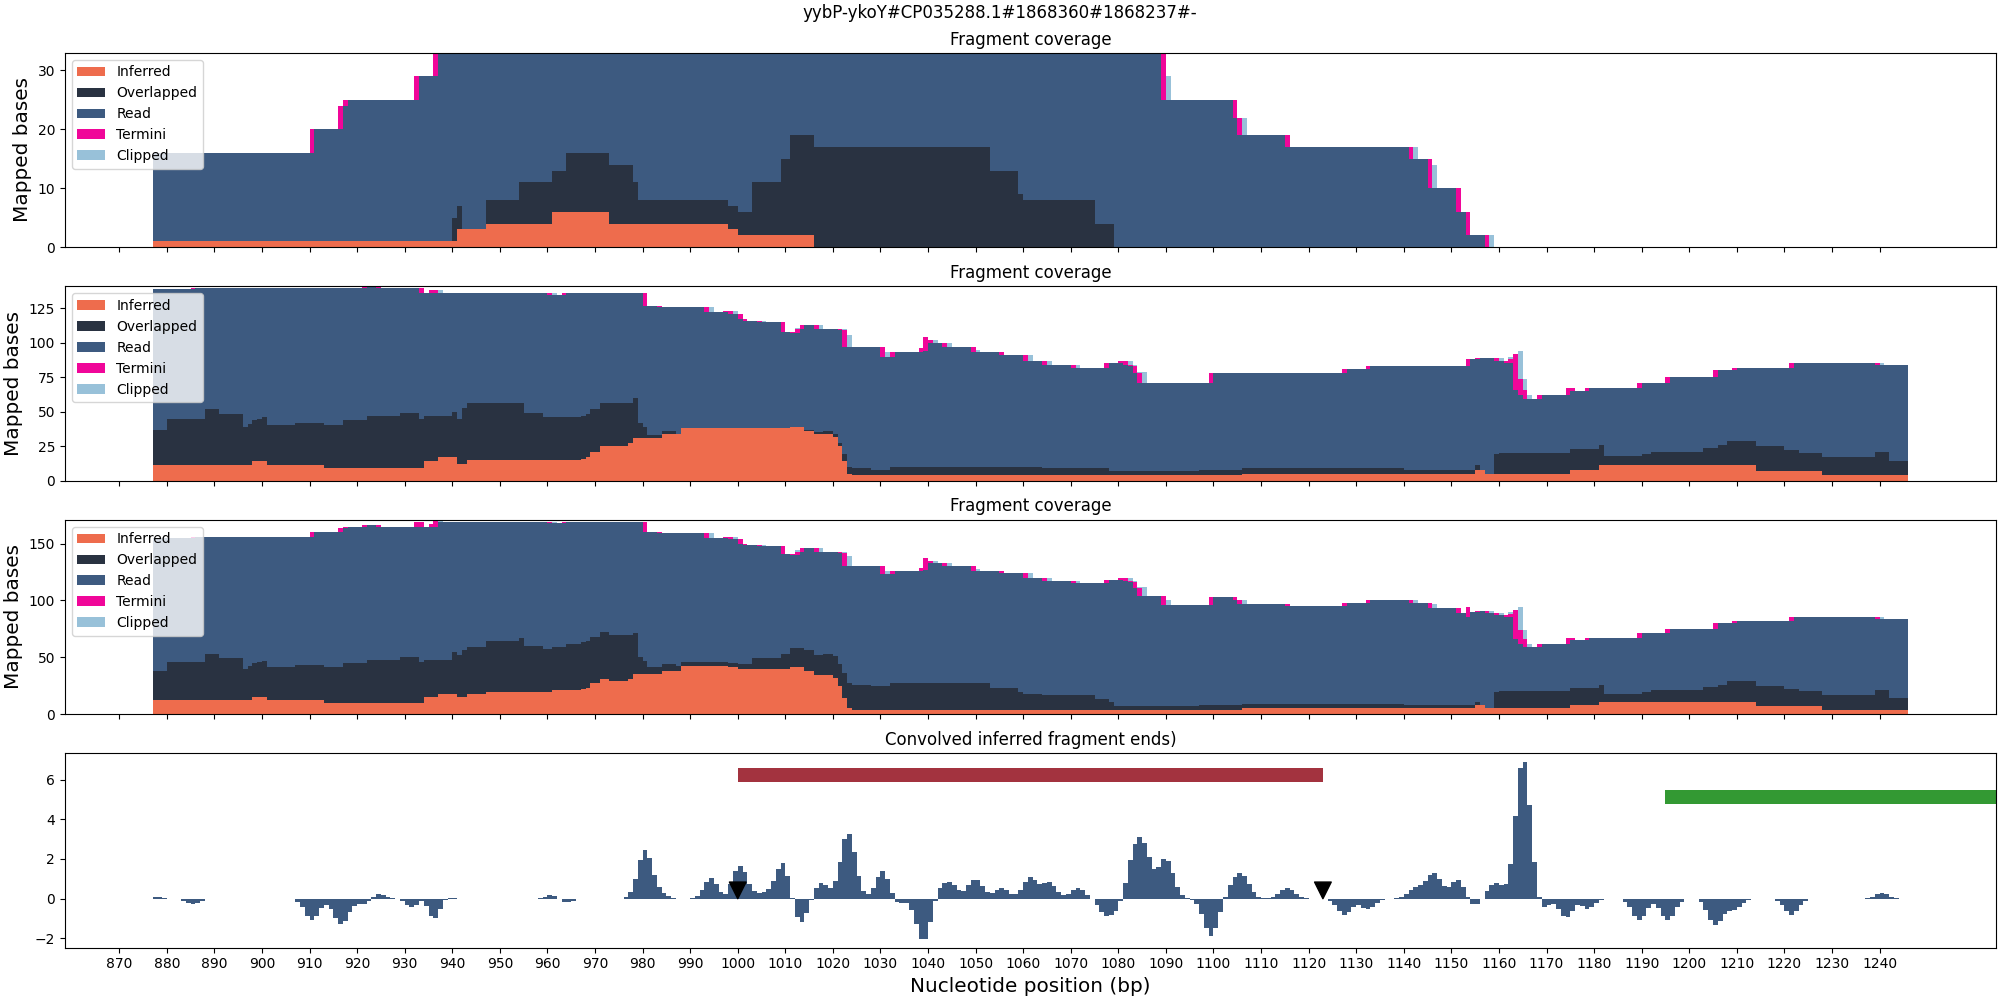 yybP-ykoY#CP035288.1#1868360#1868237#-
Fragment coverage
Mapped bases
30
20
10
0
Inferred
Overlapped
Read
Termini
Clipped
Fragment coverage
Mapped bases
125
100
75
50
25
0
Inferred
Overlapped
Read
Termini
Clipped
Fragment coverage
Mapped bases
150
100
50
0
Inferred
Overlapped
Read
Termini
Clipped
Convolved inferred fragment ends)
6
4
2
0
−2
870 880 890 900 910 920 930 940 950 960 970 980 990 1000 1010 1020 1030 1040 1050 1060 1070 1080 1090 1100 1110 1120 1130 1140 1150 1160 1170 1180 1190 1200 1210 1220 1230 1240
Nucleotide position (bp)